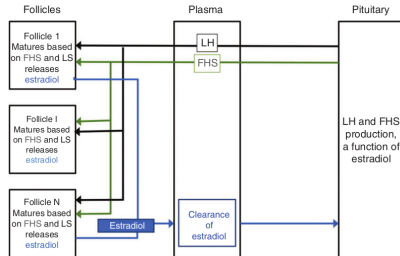 Follicles
Plasma
Pituitary
Follicle 1
Matures based
on FHS and LS
releases
estradiol
LH
FHS
Follicle I
Matures based
on FHS and LS
releases
estradiol
LH and FHS
production,
a function of
estradiol
Follicle N
Matures based
on FHS and LS
releases
estradiol
Estradiol
Clearance
of
estradiol